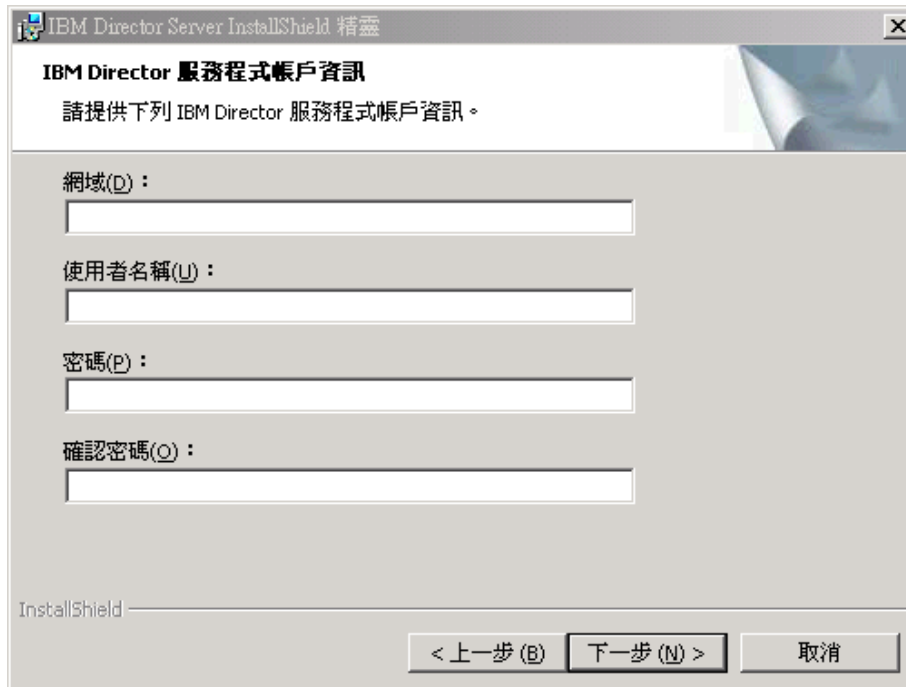 IBM Director Server InstallShield 精靈
IBM Director 服務程式帳戶資訊
請提供下列 IBM Director 服務程式帳戶資訊。
網域(D)：
使用者名稱(U)：
密碼(P)：
確認密碼(O)：
InstallShield
< 上一步 (B)
下一步 (N) >
取消